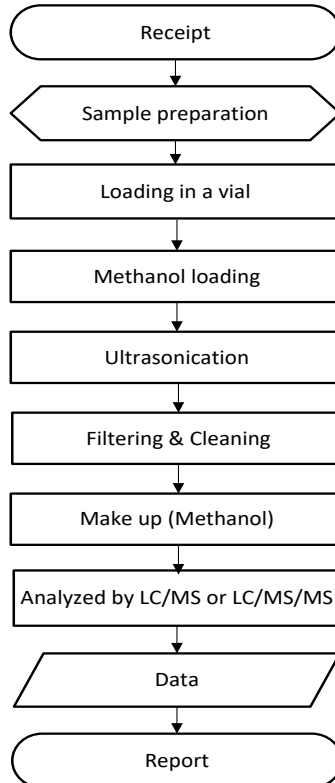 Receipt
Sample preparation
Loading in a vial
Methanol loading
Ultrasonication
Filtering & Cleaning
Make up (Methanol)
Analyzed by LC/MS or LC/MS/MS
Data
Report